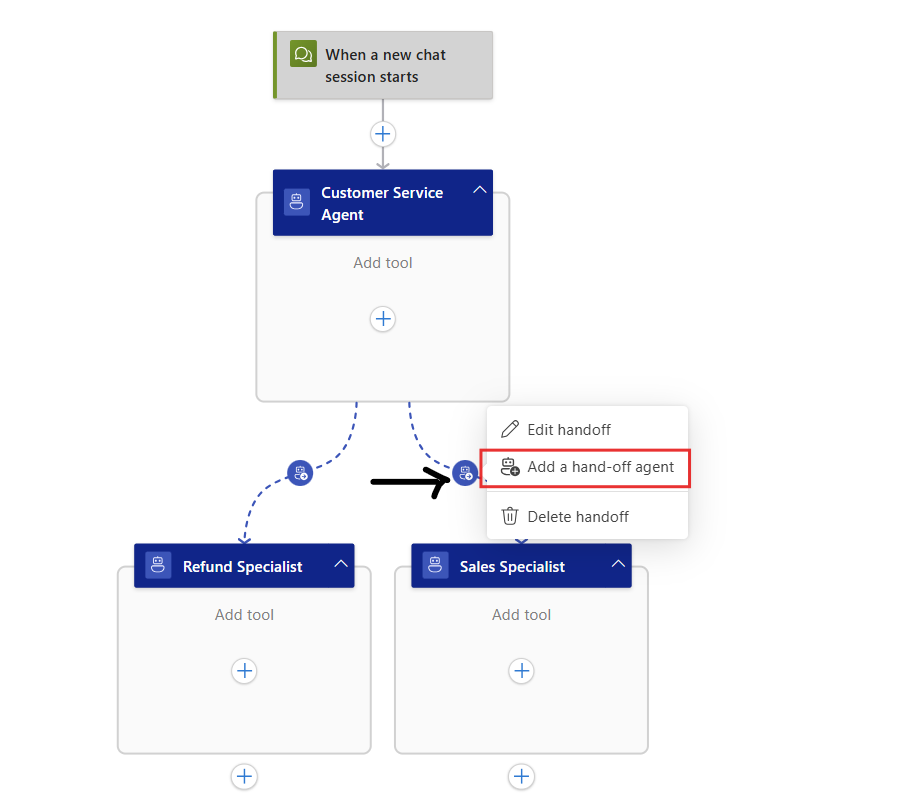 When a new chat
session starts
Customer Service
Agent
Add tool
Edit handoff
Add a hand-off agent
Delete handoff
Refund Specialist
Sales Specialist
Add tool
Add tool